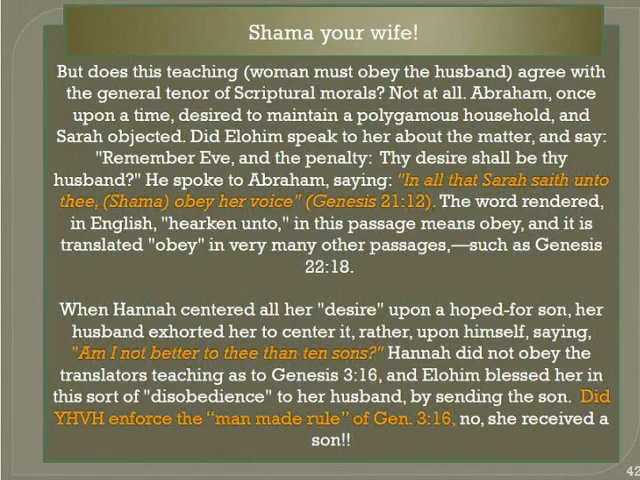 Shama your wife!
But does this teaching (woman must obey the husband) agree with
the general tenor of Scriptural morals? Not at all. Abraham, once
upon a time, desired to maintain a polygamous household, and
Sarah objected. Did Elohim speak to her about the matter, and say:
"Remember Eve, and the penalty: Thy desire shall be thy
husband?" He spoke to Abraham, saying: "In all that Sarah saith unto
thee, (Shama) obey her voice" (Genesis 21:12). The word rendered,
in English, "hearken unto," in this passage means obey, and it is
translated "obey" in very many other passages,—such as Genesis
22:18.
When Hannah centered all her "desire" upon a hoped-for son, her
husband exhorted her to center it, rather, upon himself, saying,
"Am I not better to thee than ten sons?" Hannah did not obey the
translators teaching as to Genesis 3:16, and Elohim blessed her in
this sort of "disobedience" to her husband, by sending the son. Did
YHVH enforce the “man made rule” of Gen. 3:16, no, she received a
son!!
42